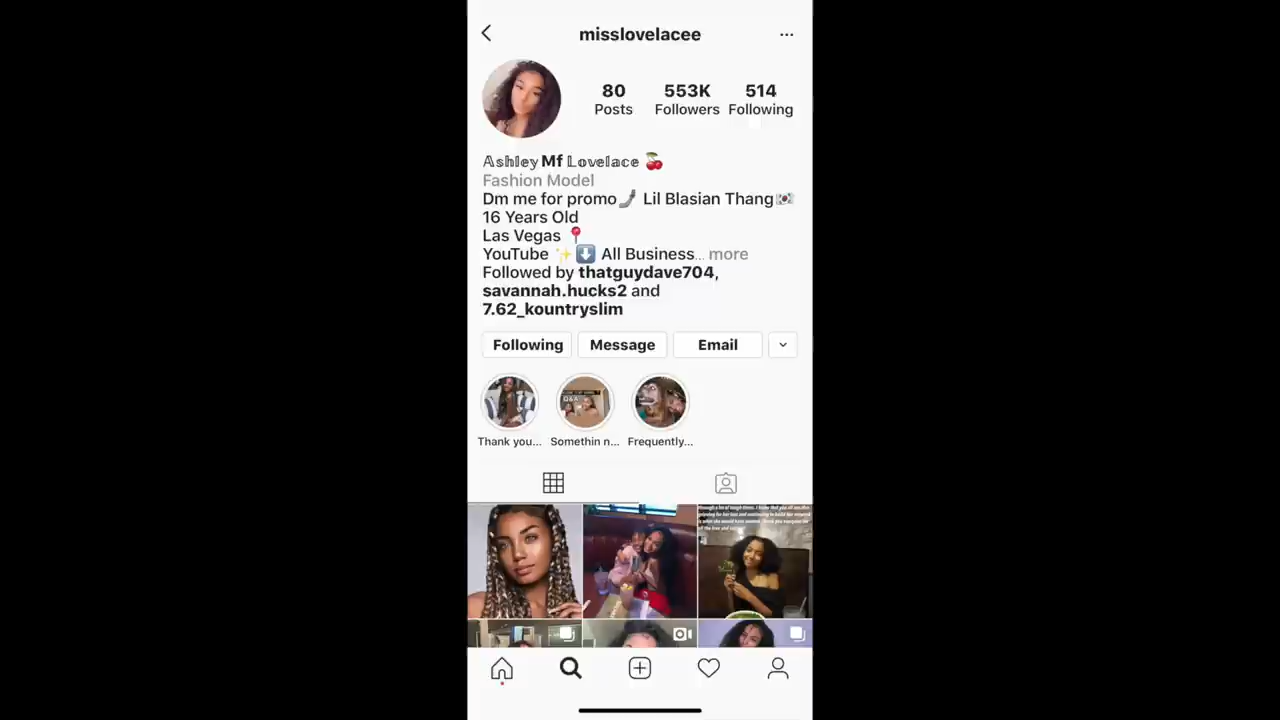 misslovelacee
80 553K 514
Posts Followers Following
𝔸𝕤𝕙𝕝𝕖𝕪 Mf 𝕃𝕠𝕧𝕖𝕝𝕒𝕔𝕖 🍒
Fashion Model
Dm me for promo🤳🏽 Lil Blasian Thang🇰🇷
16 Years Old
Las Vegas 📍
YouTube ✨⬇️ All Business... more
Followed by thatguydave704,
savannah.hucks2 and
7.62_kountryslim
Following Message Email
Q&A
Thank you... Somethin n... Frequently...